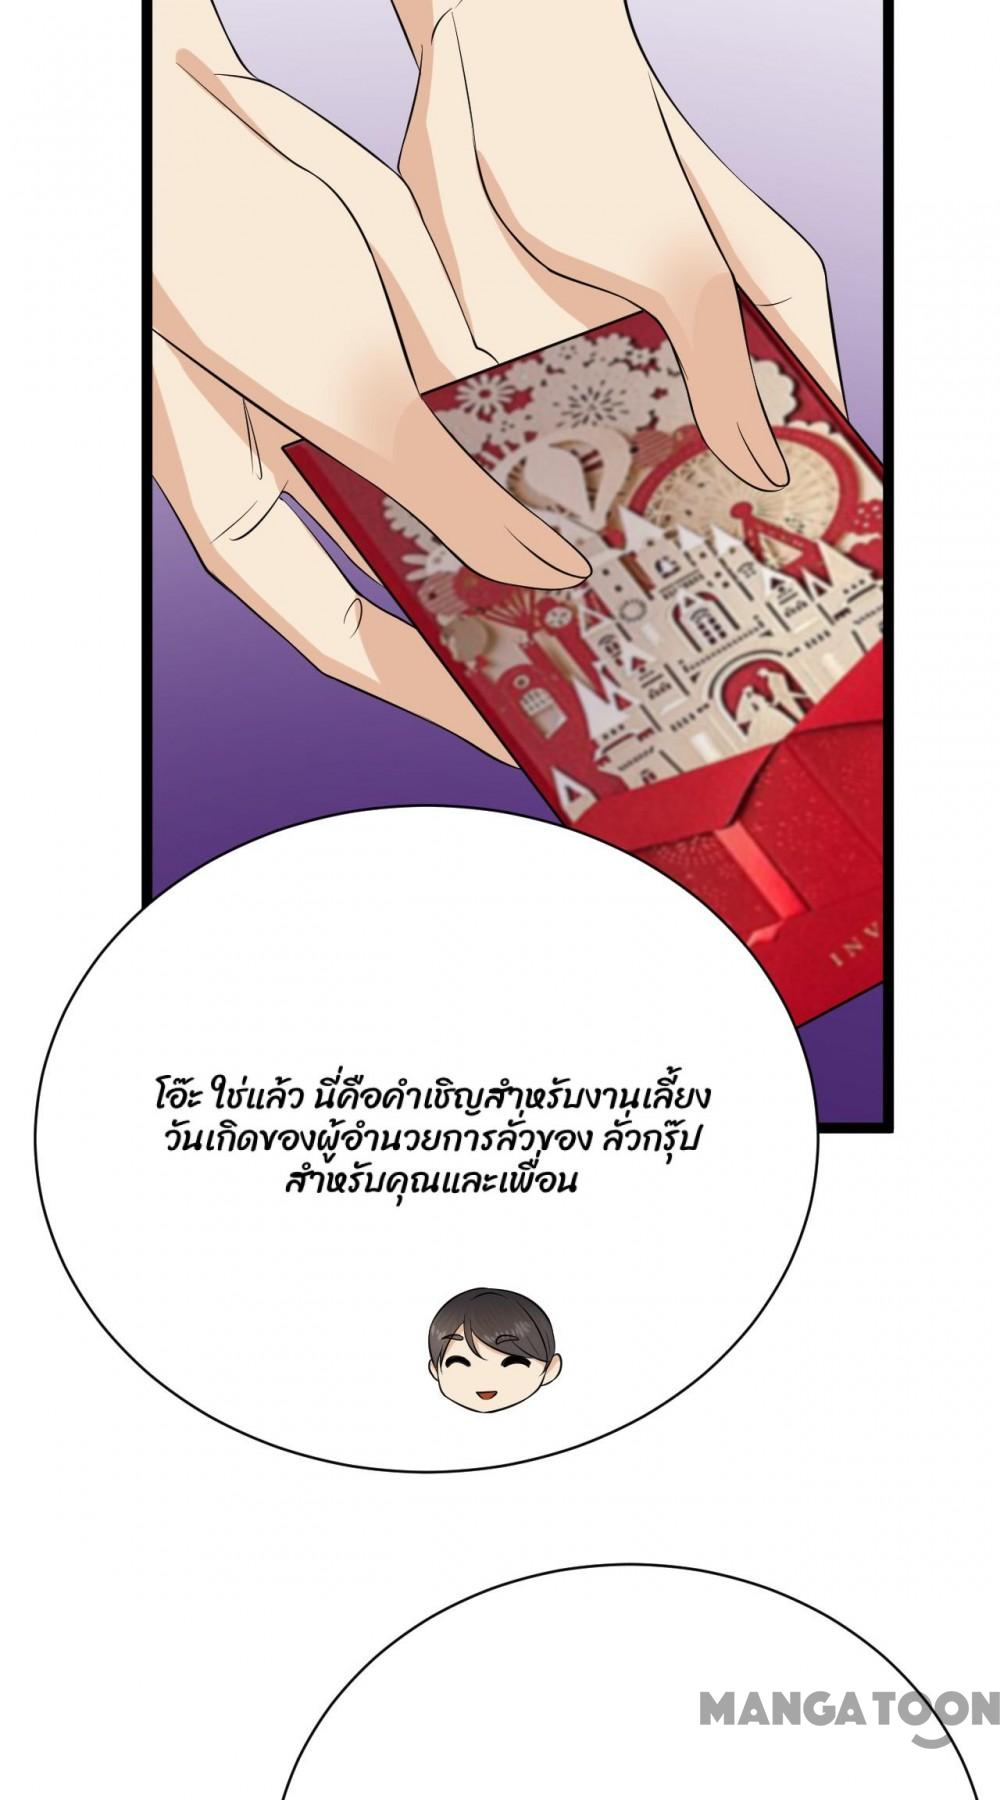 INV
โอ๊ะ ใช่แล้ว นี่คือคำเชิญสำหรับงานเลี้ยง
วันเกิดของผู้อำนวยการลั่วของ ลั่วกรุ๊ป
สำหรับคุณและเพื่อน
MANGATOON